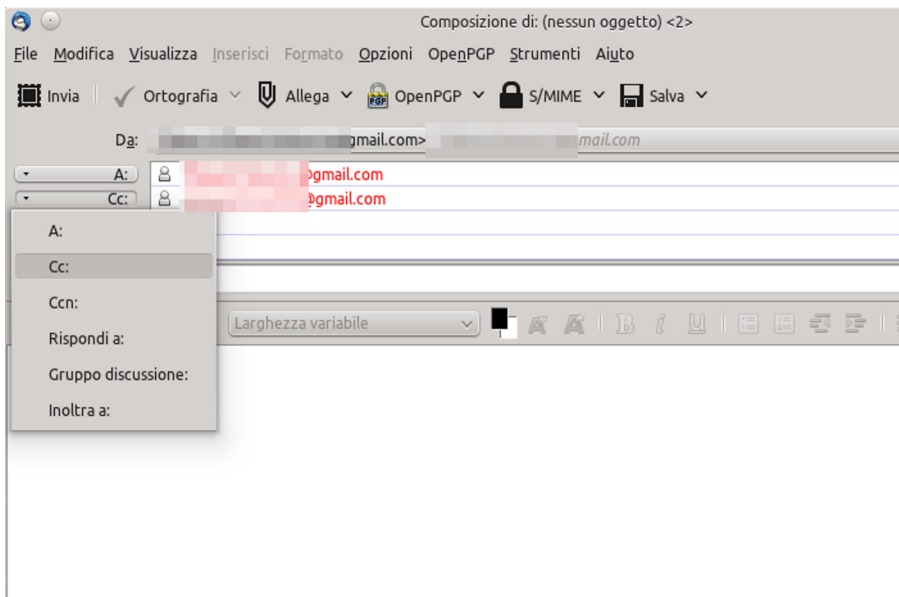 Composizione di: (nessun oggetto) <2>
File Modifica Visualizza Inserisci Formato Opzioni OpenPGP Strumenti Aiuto
Invia Ortografia Allega OpenPGP S/MIME Salva
Da: gmail.com> mail.com
A: @gmail.com
Cc: @gmail.com
A:
Cc:
Ccn:
Rispondi a:
Gruppo discussione:
Inoltra a:
Larghezza variabile